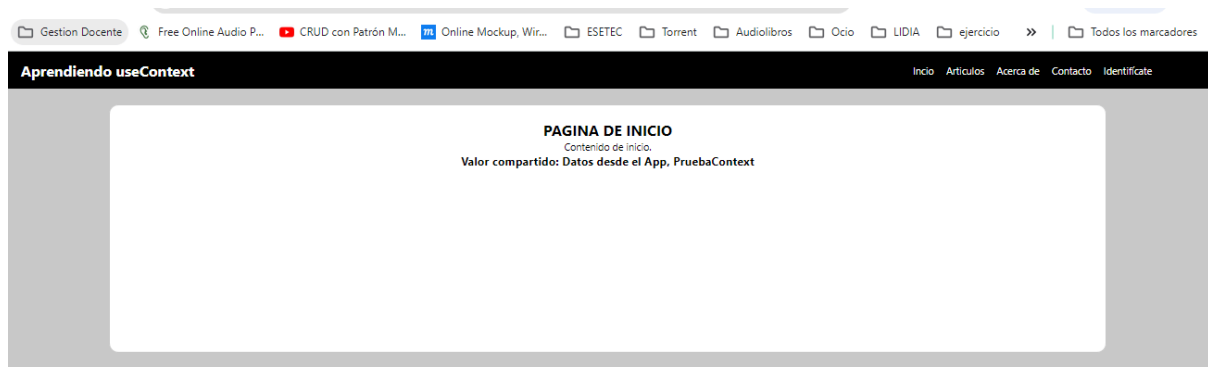 Gestion Docente Free Online Audio P... CRUD con Patrón M... m Online Mockup, Wir... ESETEC Torrent Audiolibros Ocio LIDIA ejercicio » Todos los marcadores
Aprendiendo useContext Incio Articulos Acerca de Contacto Identifícate
PAGINA DE INICIO
Contenido de inicio.
Valor compartido: Datos desde el App, PruebaContext